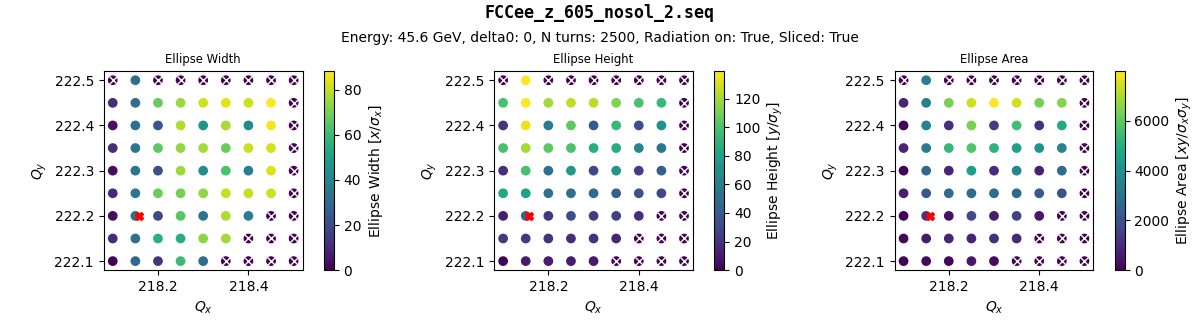 FCCee_z_605_nosol_2.seq
Energy: 45.6 GeV, delta0: 0, N turns: 2500, Radiation on: True, Sliced: True
Ellipse Width
222.5
222.4
222.3
222.2
222.1
Q_y
218.2 218.4
Q_x
80
60
40
20
0
Ellipse Width [x/σ_x]
Ellipse Height
222.5
222.4
222.3
222.2
222.1
Q_y
218.2 218.4
Q_x
120
100
80
60
40
20
0
Ellipse Height [y/σ_y]
Ellipse Area
222.5
222.4
222.3
222.2
222.1
Q_y
218.2 218.4
Q_x
6000
4000
2000
0
Ellipse Area [xy/σ_xσ_y]